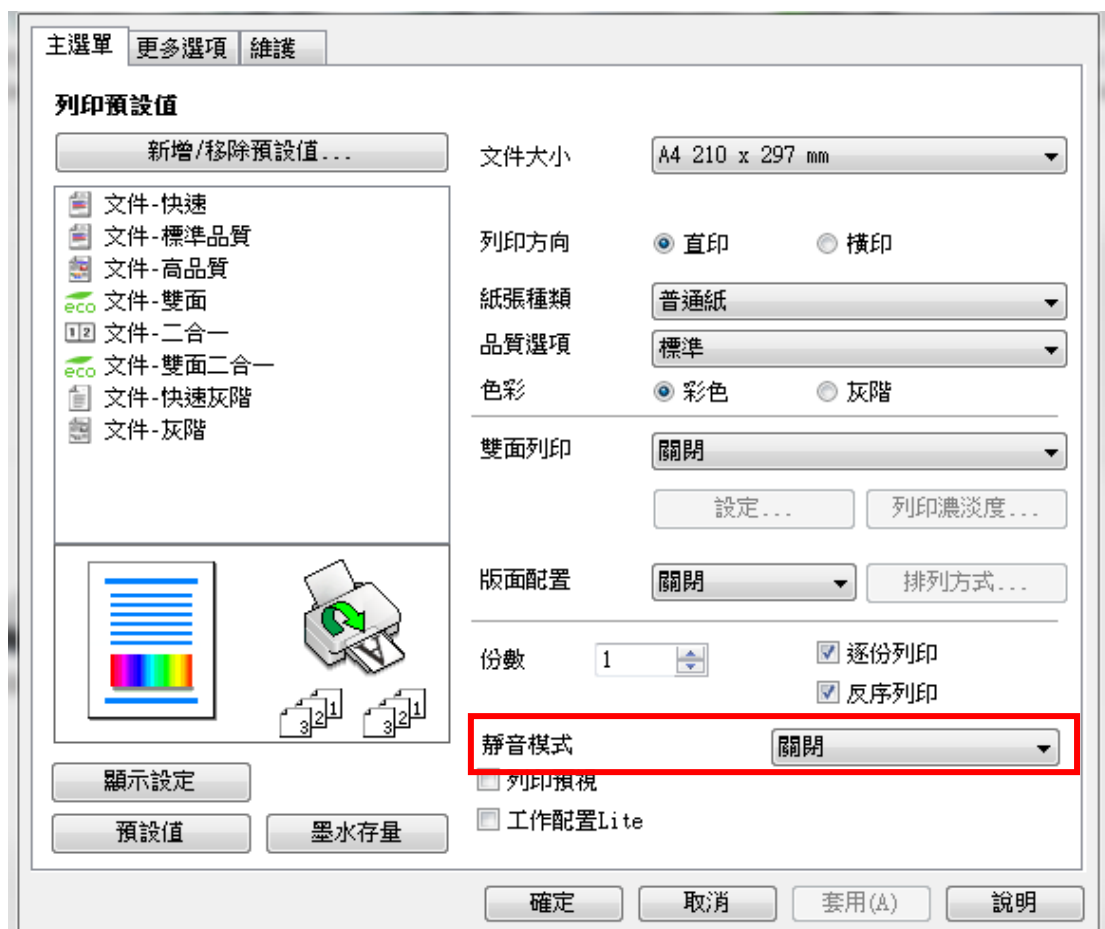 主選單 更多選項 維護
列印預設值
新增/移除預設值...
文件-快速
文件-標準品質
文件-高品質
eco 文件-雙面
1 2 文件-二合一
eco 文件-雙面二合一
文件-快速灰階
文件-灰階
3 2 1 3 2 1
顯示設定
預設值 墨水存量
文件大小 A4 210 x 297 mm
列印方向 直印 橫印
紙張種類 普通紙
品質選項 標準
色彩 彩色 灰階
雙面列印 關閉
設定... 列印濃淡度...
版面配置 關閉 排列方式...
份數 1 逐份列印
反序列印
靜音模式 關閉
列印預視
工作配置Lite
確定 取消 套用(A) 說明